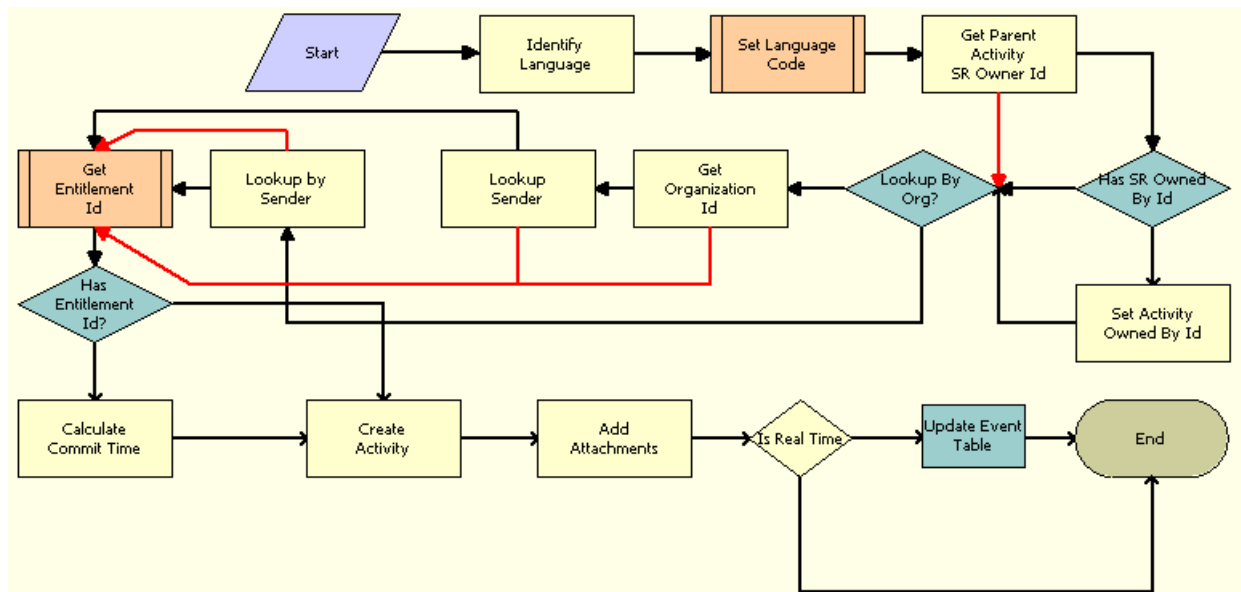 Start
Identify
Language
Set Language
Code
Get Parent
Activity
SR Owner Id
Get
Entitlement
Id
Lookup by
Sender
Lookup
Sender
Get
Organization
Id
Lookup By
Org?
Has SR Owned
By Id
Has
Entitlement
Id?
Set Activity
Owned By Id
Calculate
Commit Time
Create
Activity
Add
Attachments
Is Real Time
Update Event
Table
End